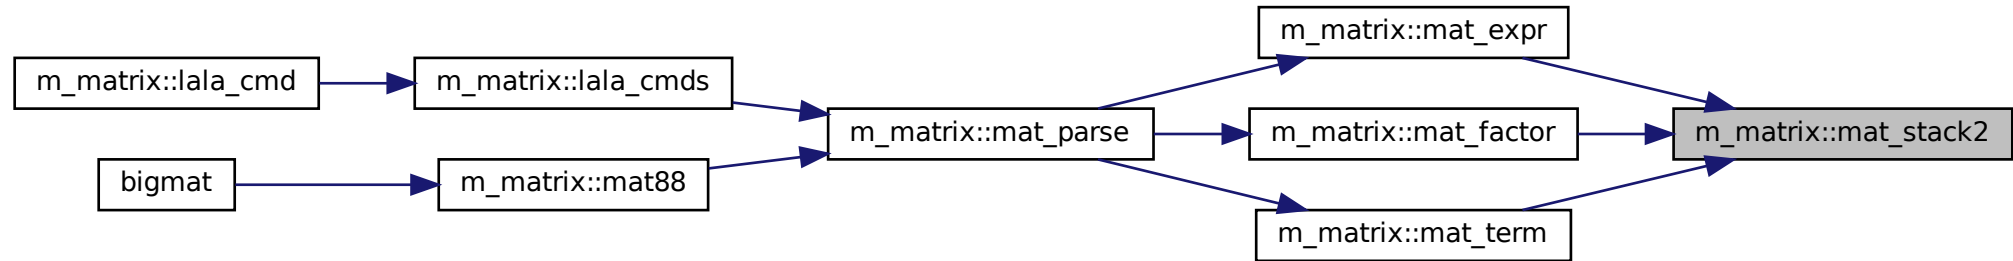 m_matrix::mat_expr
m_matrix::lala_cmd
m_matrix::lala_cmds
m_matrix::mat_parse
m_matrix::mat_factor
m_matrix::mat_stack2
bigmat
m_matrix::mat88
m_matrix::mat_term